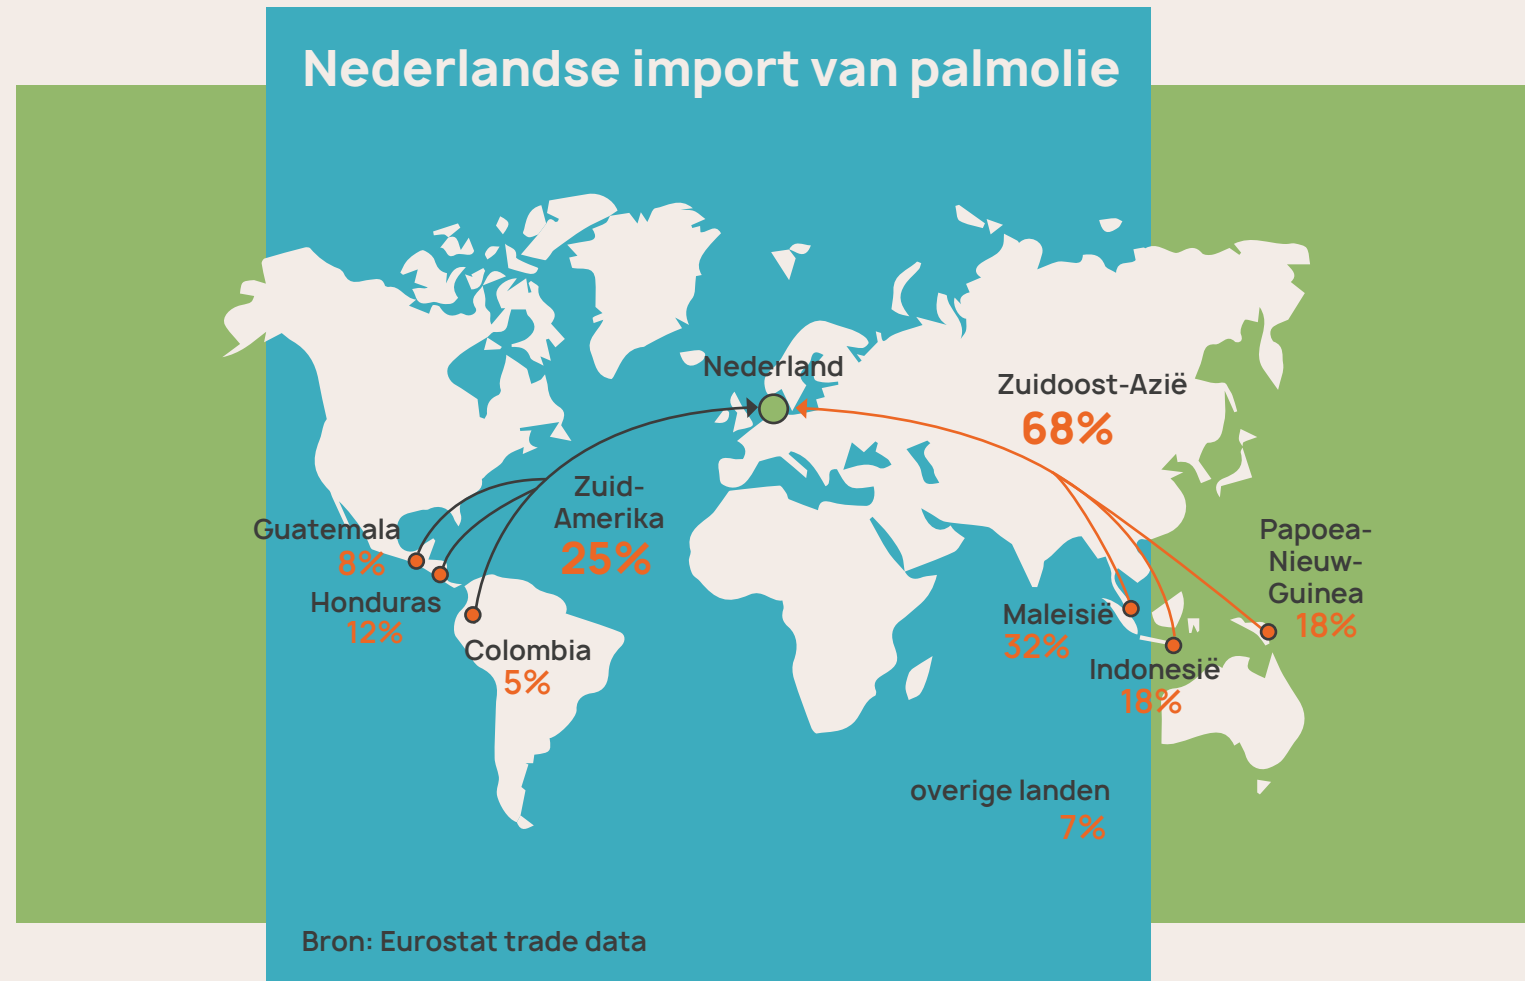 Nederlandse import van palmolie
Nederland
Zuidoost-Azië
68%
Zuid-
Amerika
25%
Guatemala
8%
Honduras
12%
Colombia
5%
Papoea-
Nieuw-
Guinea
18%
Maleisië
32%
Indonesië
18%
overige landen
7%
Bron: Eurostat trade data